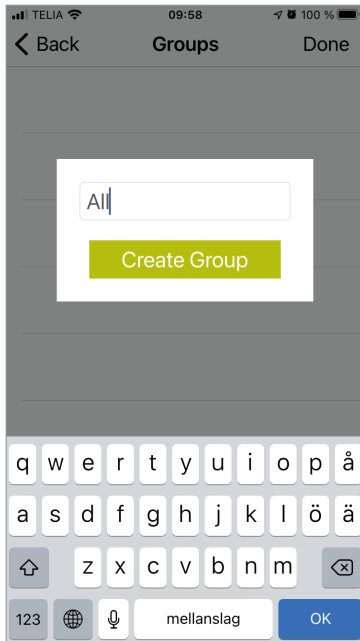 TELIA 09:58 100 %
Back Groups Done
All
Create Group
q w e r t y u i o p å
a s d f g h j k l ö ä
z x c v b n m
123 mellanslag OK